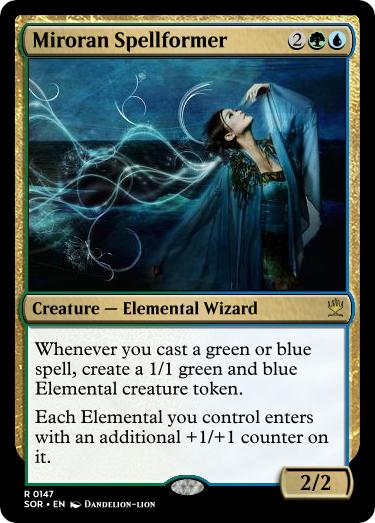 Miroran Spellformer 2
Creature — Elemental Wizard
Whenever you cast a green or blue
spell, create a 1/1 green and blue
Elemental creature token.
Each Elemental you control enters
with an additional +1/+1 counter on
it.
2/2
R 0147
SOR • EN Dandelion-lion